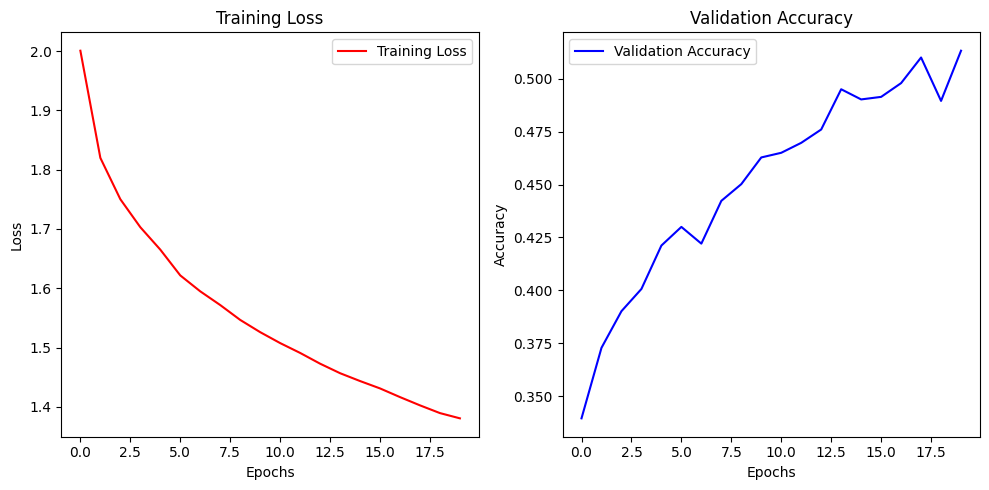 Training Loss
Training Loss
2.0
1.9
1.8
1.7
1.6
1.5
1.4
Loss
0.0 2.5 5.0 7.5 10.0 12.5 15.0 17.5
Epochs
Validation Accuracy
Validation Accuracy
0.500
0.475
0.450
0.425
0.400
0.375
0.350
Accuracy
0.0 2.5 5.0 7.5 10.0 12.5 15.0 17.5
Epochs